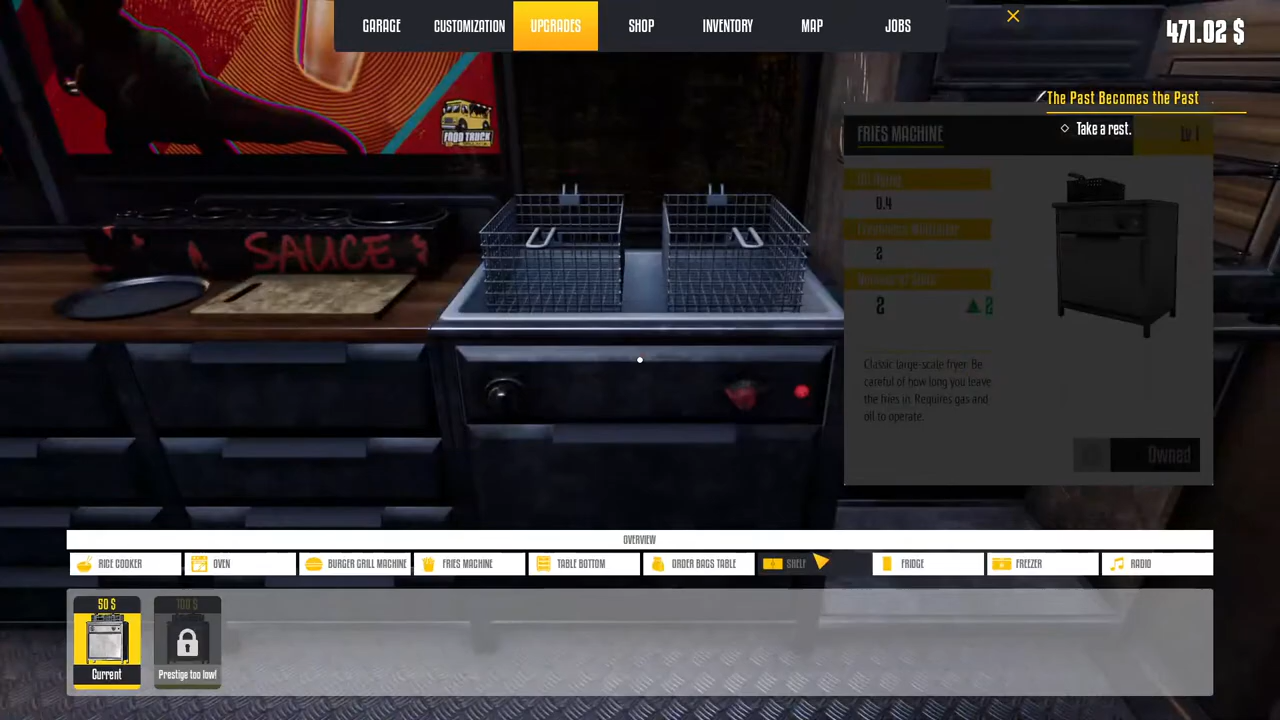 GARAGE
CUSTOMIZATION
UPGRADES
SHOP
INVENTORY
MAP
JOBS
471.02 $
The Past Becomes the Past
Take a rest.
FOOD TRUCK
FRIES MACHINE
Lv 1
0.4
2
2
2
SAUCE
Classic large-scale fryer. Be
careful of how long you leave
the fries in. Requires gas and
oil to operate.
Owned
OVERVIEW
RICE COOKER
OVEN
BURGER GRILL MACHINE
FRIES MACHINE
TABLE BOTTOM
ORDER BAGS TABLE
SHELF
FRIDGE
FREEZER
RADIO
50 $
100 $
Current
Prestige too low!